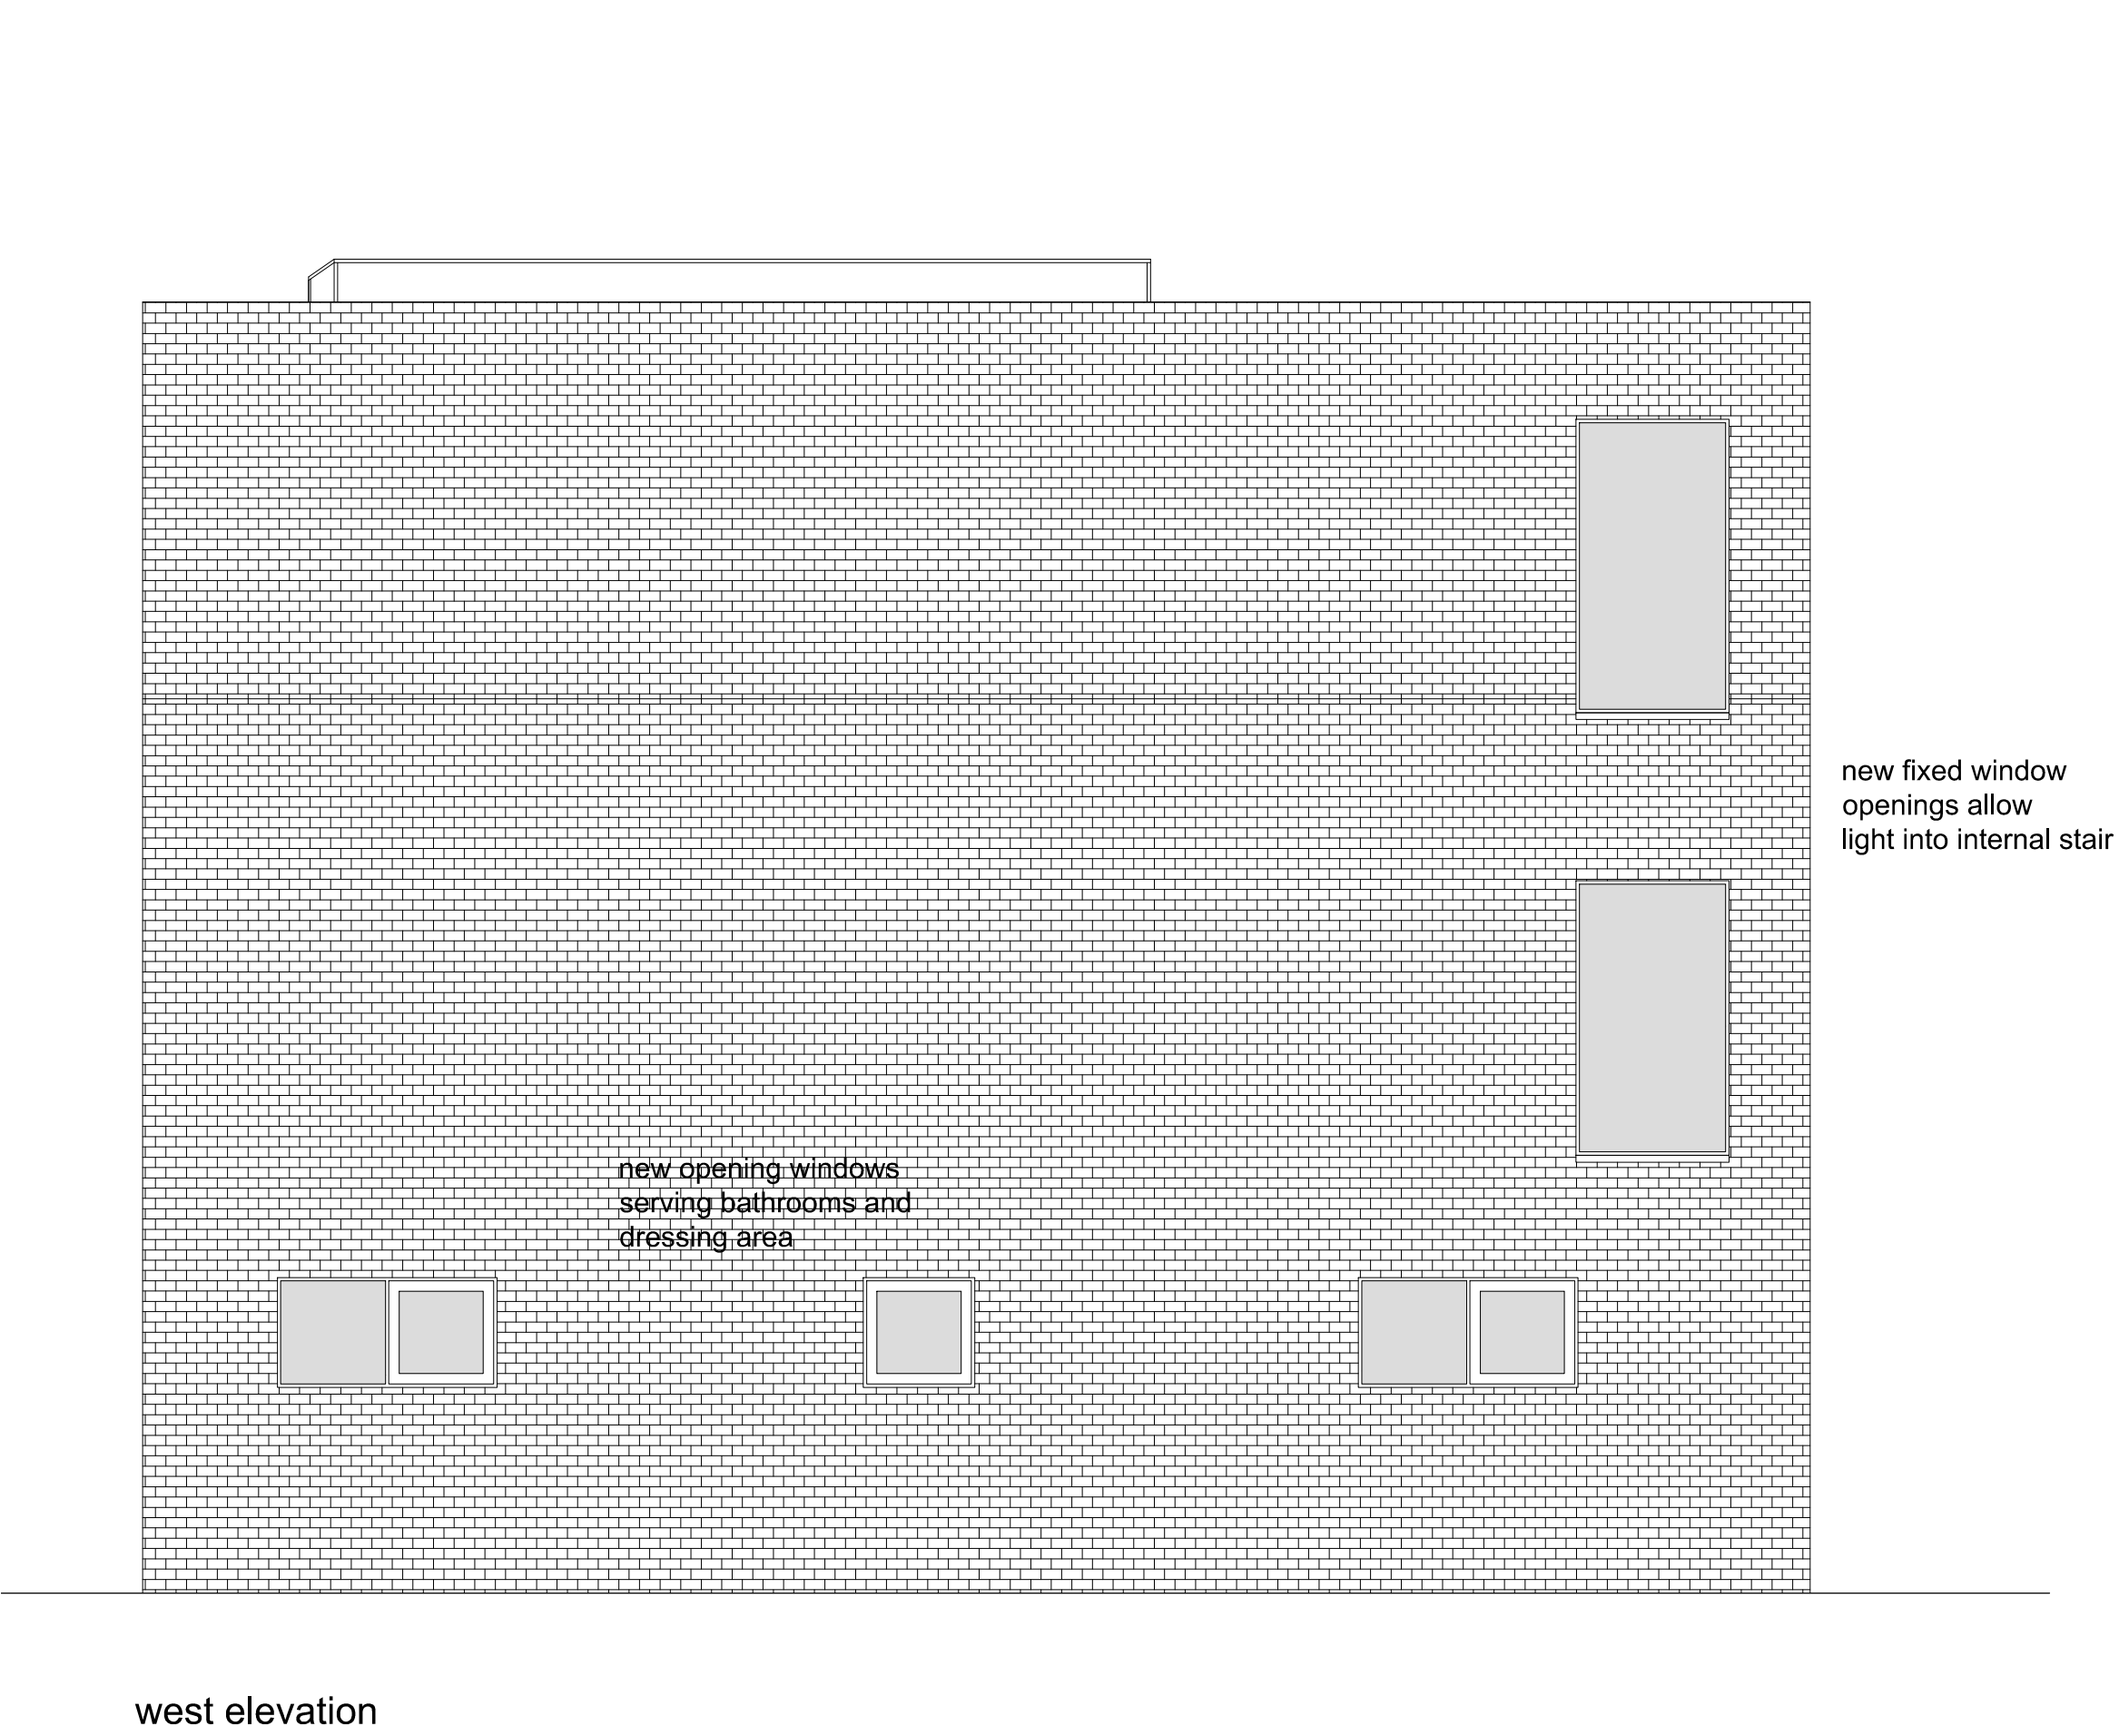 new fixed window
openings allow
light into internal stair
new opening windows
serving bathrooms and
dressing area
west elevation